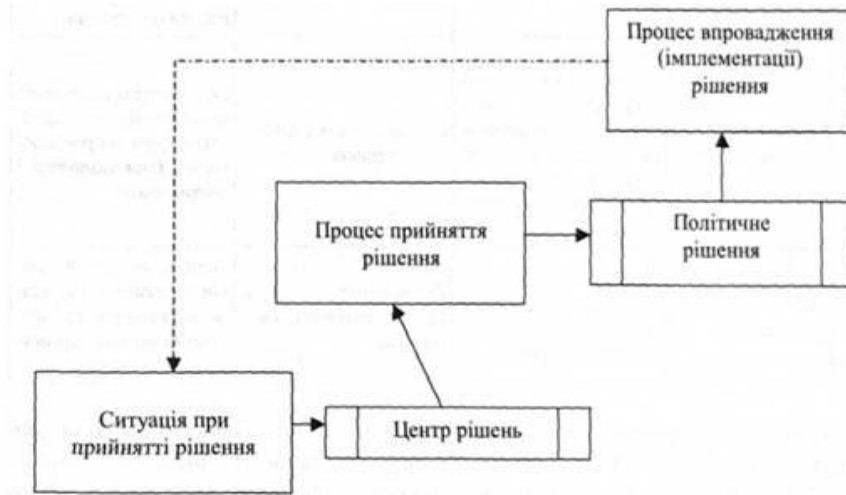 Процес впровадження
(імплементації)
рішення
Процес прийняття
рішення
Політичне
рішення
Ситуація при
прийнятті рішення
Центр рішень